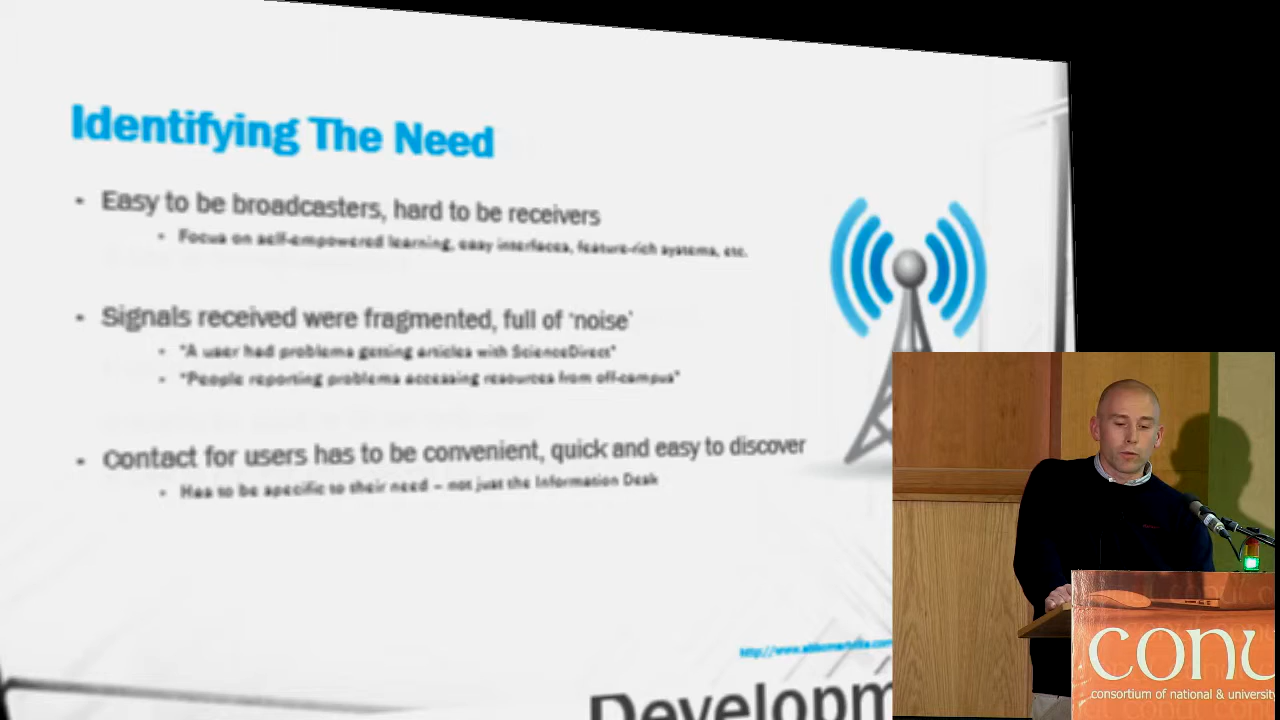 Identifying The Need
• Easy to be broadcasters, hard to be receivers
• Focus on self-empowered learning, easy interfaces, feature-rich systems, etc.
• Signals received were fragmented, full of 'noise'
• "A user had problems getting articles with ScienceDirect"
• "People reporting problems accessing resources from off-campus"
• Contact for users has to be convenient, quick and easy to discover
• Has to be specific to their need – not just the Information Desk
http://www.
Developm
conu
consortium of national & university